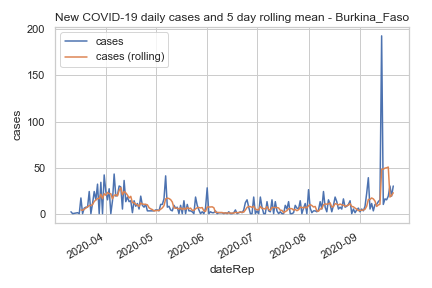 New COVID-19 daily cases and 5 day rolling mean - Burkina_Faso
cases
cases (rolling)
200
150
100
50
0
cases
2020-04
2020-05
2020-06
2020-07
2020-08
2020-09
dateRep